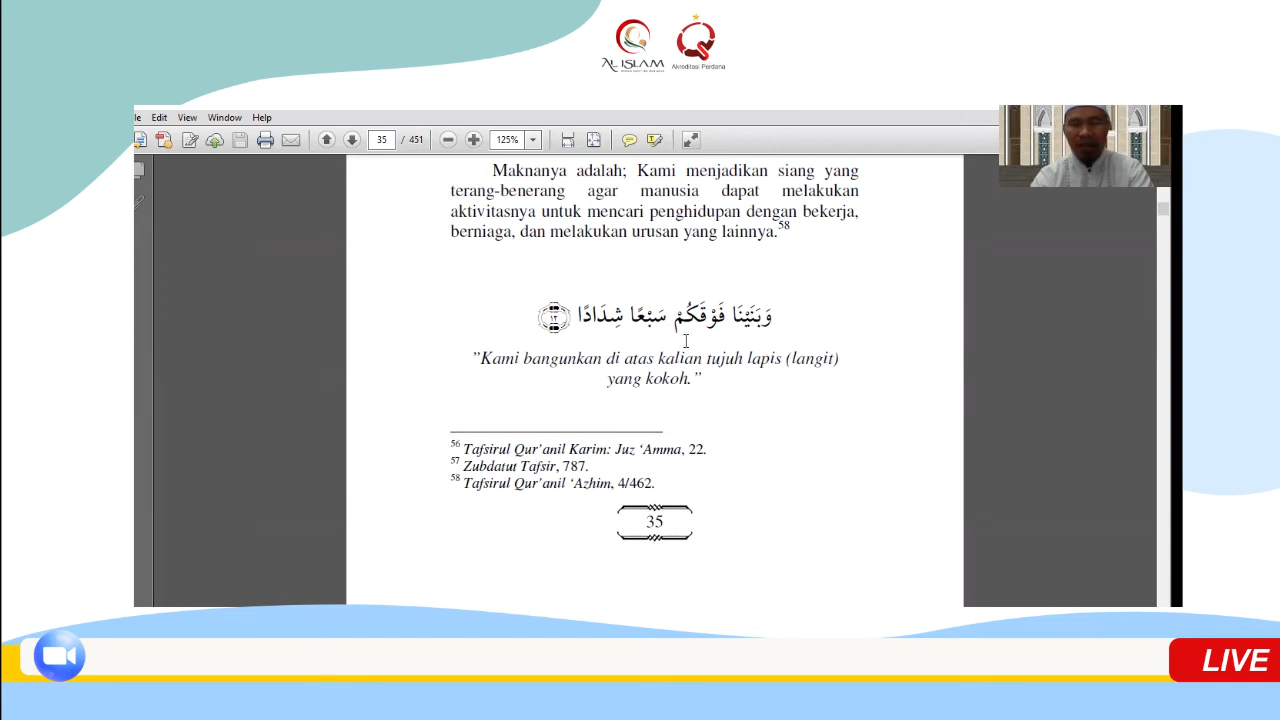 AL ISLAM
Akreditasi Perdana
le Edit View Window Help
35 / 451 125%
Maknanya adalah; Kami menjadikan siang yang
terang-benerang agar manusia dapat melakukan
aktivitasnya untuk mencari penghidupan dengan bekerja,
berniaga, dan melakukan urusan yang lainnya.58
وَبَنَيْنَا فَوْقَكُمْ سَبْعًا شِدَادًا ١٢
”Kami bangunkan di atas kalian tujuh lapis (langit)
yang kokoh.”
56 Tafsirul Qur’anil Karim: Juz ‘Amma, 22.
57 Zubdatut Tafsir, 787.
58 Tafsirul Qur’anil ‘Azhim, 4/462.
35
LIVE